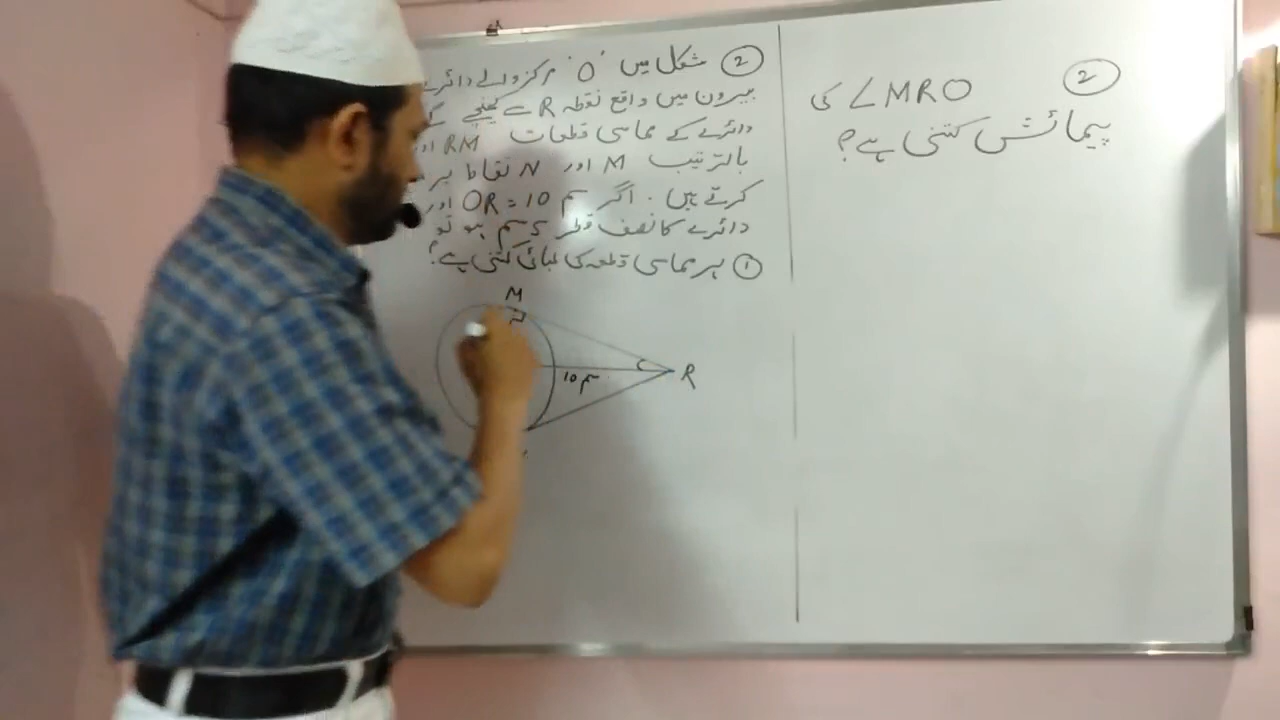 ② شکل میں 'O' مرکز والے دائرے
بیرون میں واقع نقطہ R سے کھینچے
دائرے کے مماسی قطعات RM
بالترتیب M اور N نقاط پر
کرتے ہیں . اگر سم OR = 10 اور
دائرے کا نصف قطر 5 سم ہو تو
① ہر مماسی قطعہ کی لمبائی کتنی ہے؟
M
10 سم
R
② ∠MRO کی
پیمائش کتنی ہے؟